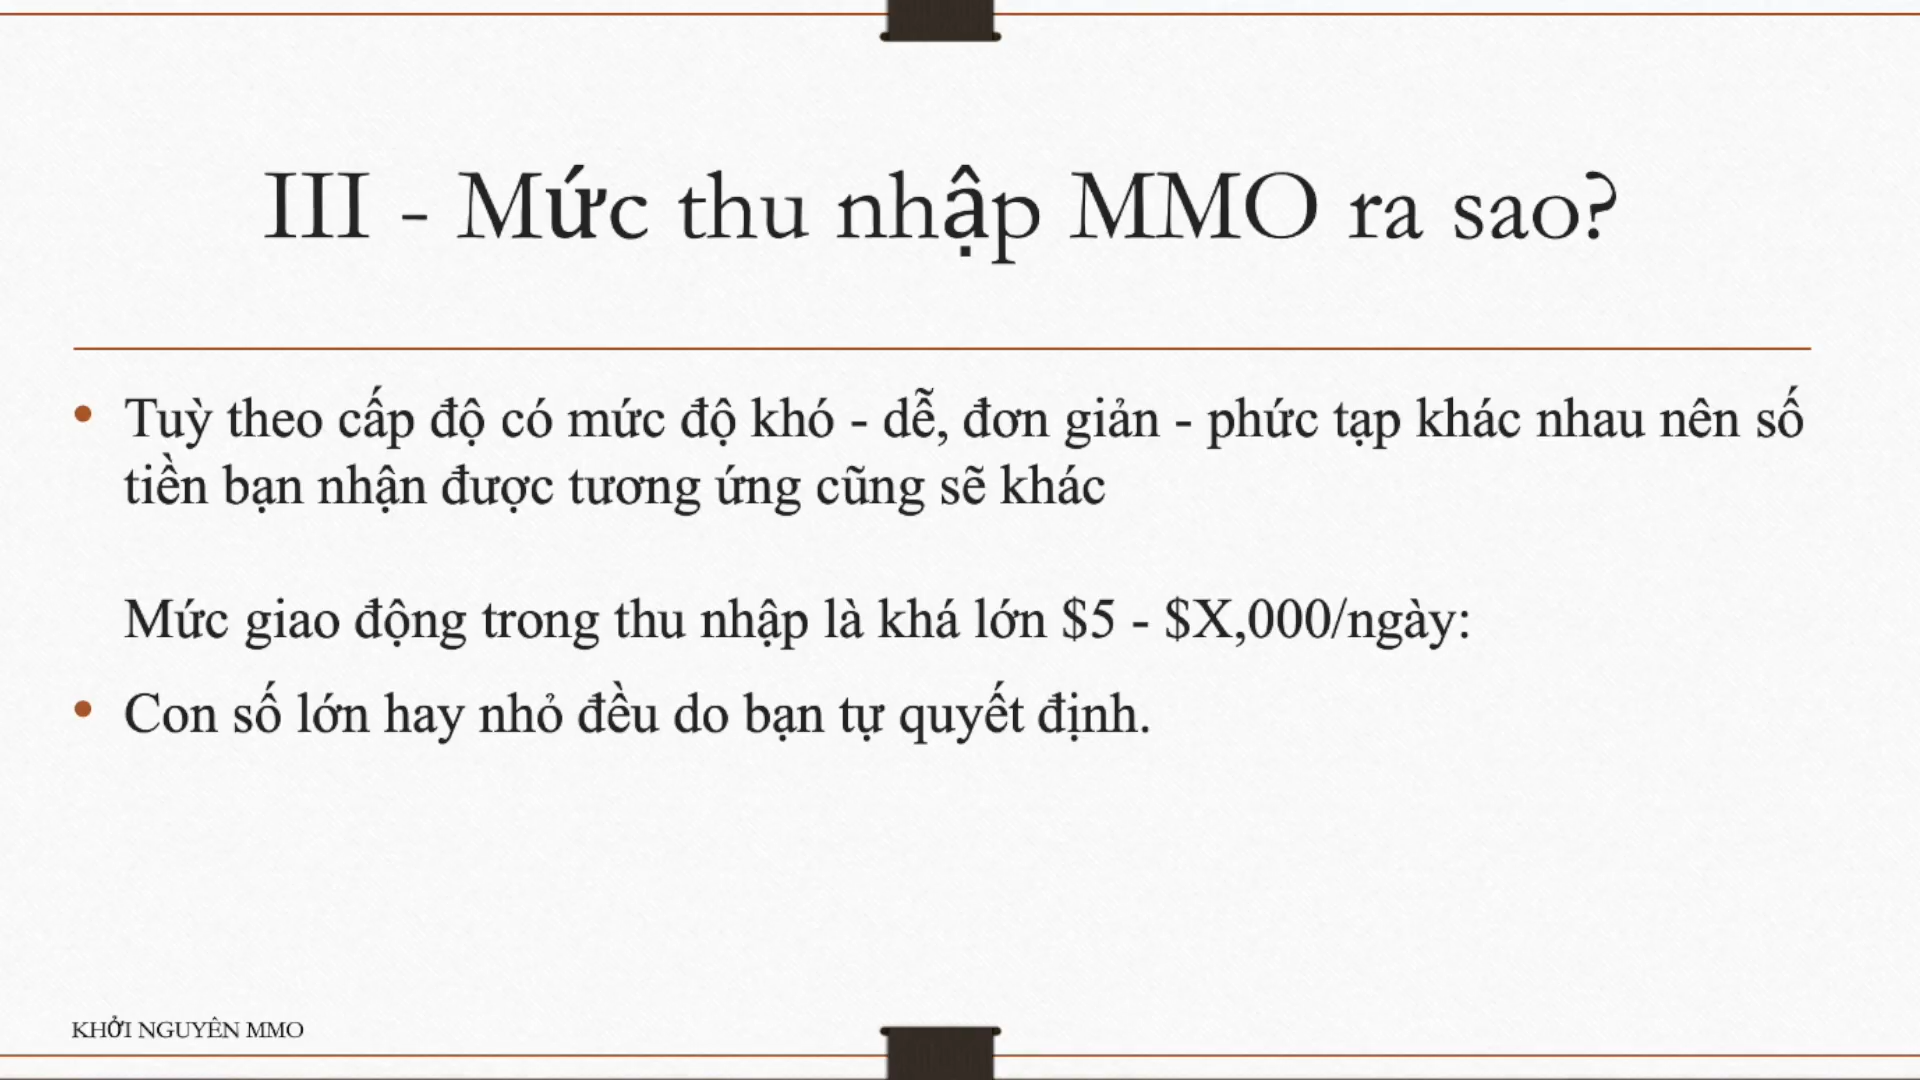 III - Mức thu nhập MMO ra sao?
• Tuỳ theo cấp độ có mức độ khó - dễ, đơn giản - phức tạp khác nhau nên số
tiền bạn nhận được tương ứng cũng sẽ khác
Mức giao động trong thu nhập là khá lớn $5 - $X,000/ngày:
• Con số lớn hay nhỏ đều do bạn tự quyết định.
KHỞI NGUYÊN MMO